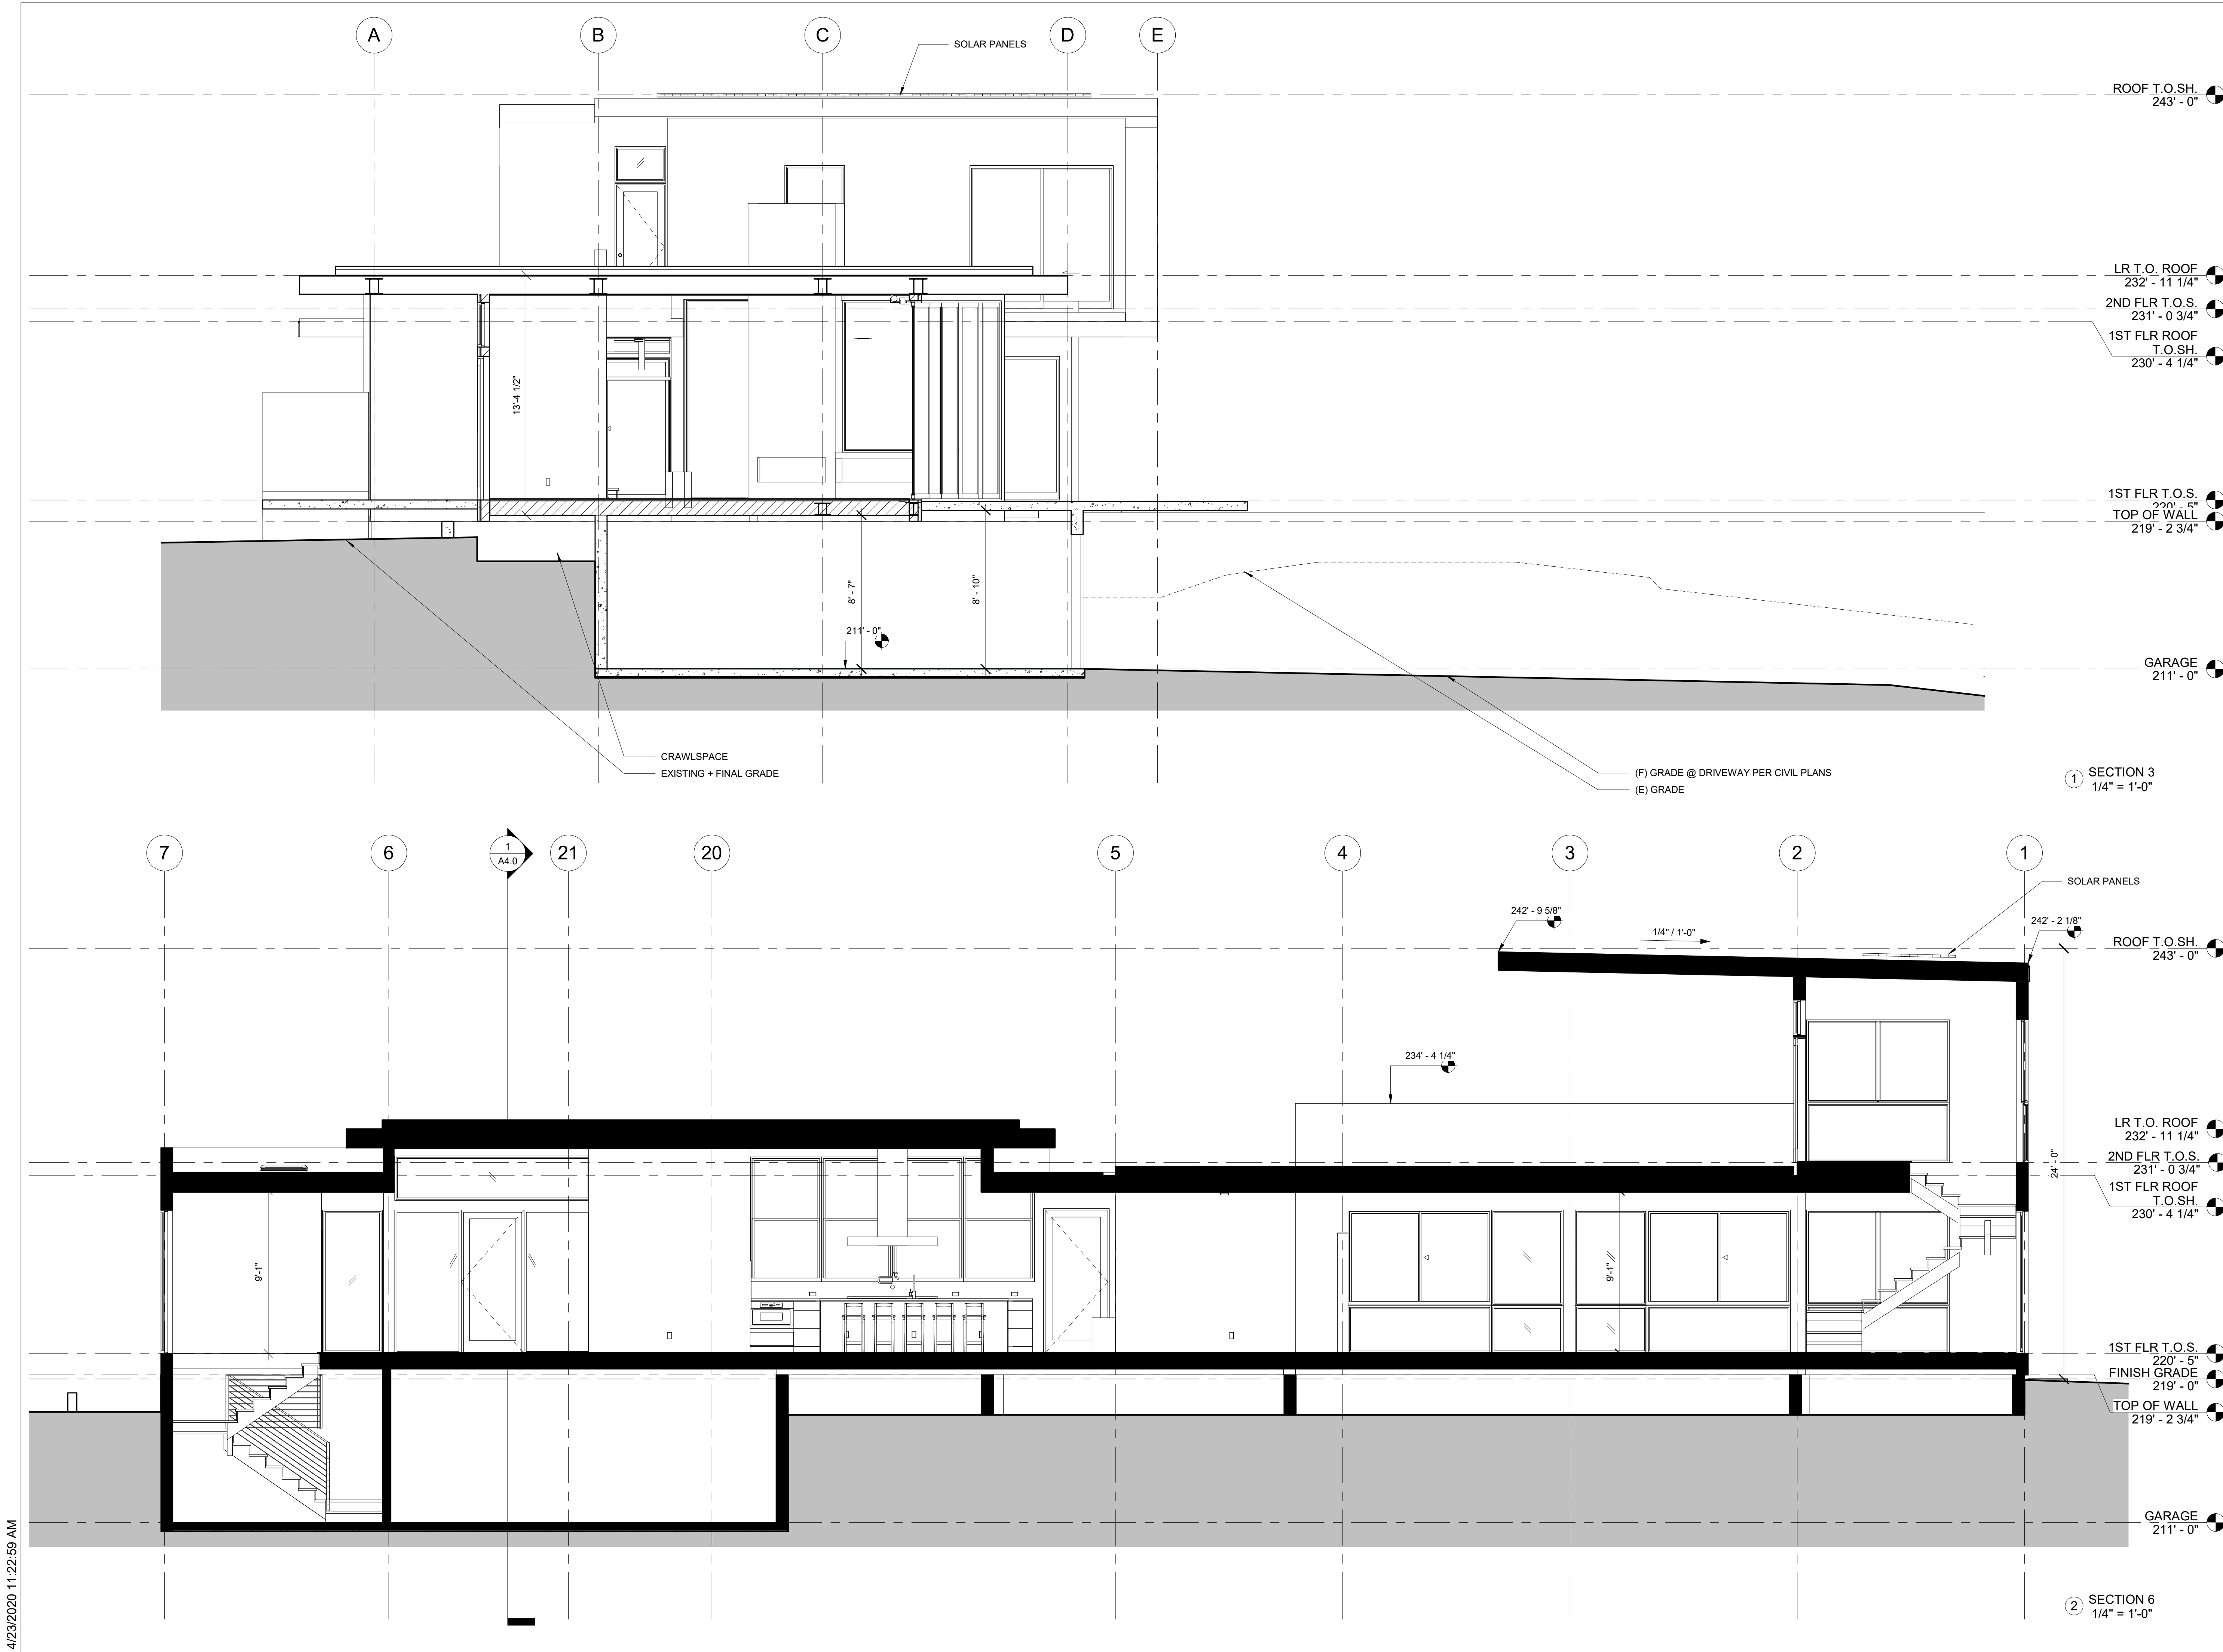 A
B
C
D
E
SOLAR PANELS
ROOF T.O.SH.
243' - 0"
LR T.O. ROOF
232' - 11 1/4"
2ND FLR T.O.S.
231' - 0 3/4"
1ST FLR ROOF
T.O.SH.
230' - 4 1/4"
13'-4 1/2"
1ST FLR T.O.S.
220' - 5"
TOP OF WALL
219' - 2 3/4"
8' - 7"
8' - 10"
211' - 0"
GARAGE
211' - 0"
CRAWLSPACE
EXISTING + FINAL GRADE
(F) GRADE @ DRIVEWAY PER CIVIL PLANS
(E) GRADE
1
SECTION 3
1/4" = 1'-0"
7
6
1
A4.0
21
20
5
4
3
2
1
SOLAR PANELS
242' - 9 5/8"
242' - 2 1/8"
1/4" / 1'-0"
ROOF T.O.SH.
243' - 0"
234' - 4 1/4"
LR T.O. ROOF
232' - 11 1/4"
2ND FLR T.O.S.
231' - 0 3/4"
1ST FLR ROOF
T.O.SH.
230' - 4 1/4"
24' - 0"
9'-1"
9'-1"
1ST FLR T.O.S.
220' - 5"
FINISH GRADE
219' - 0"
TOP OF WALL
219' - 2 3/4"
GARAGE
211' - 0"
2
SECTION 6
1/4" = 1'-0"
4/23/2020 11:22:59 AM